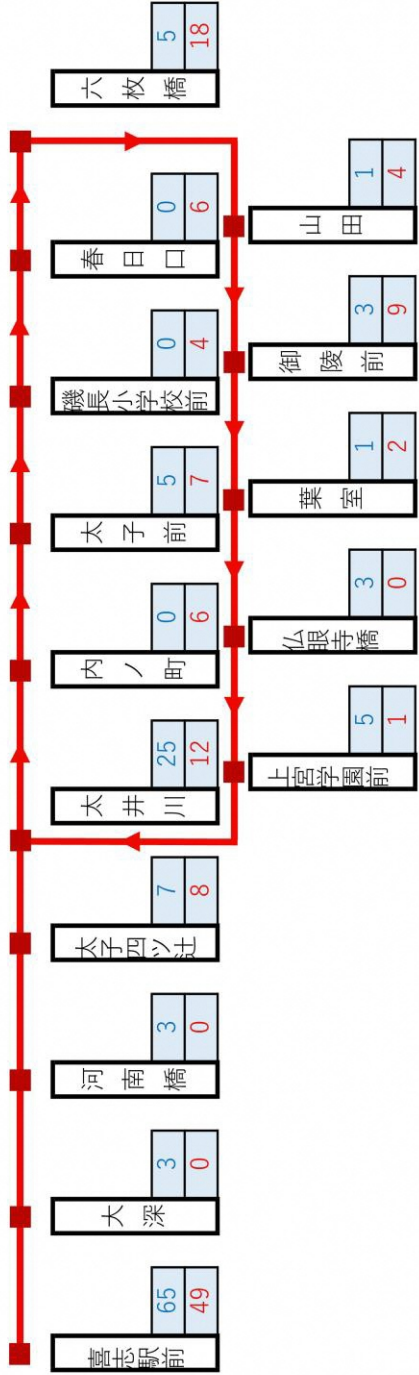 喜志駅前
65
49
大深
3
0
河南橋
3
0
太子四ツ辻
7
8
太井川
25
12
内ノ町
0
6
太子前
5
7
磯長小学校前
0
4
春日口
0
6
六枚橋
5
18
上宮学園前
5
1
仏眼寺橋
3
0
葉室
1
2
御陵前
3
9
山田
1
4